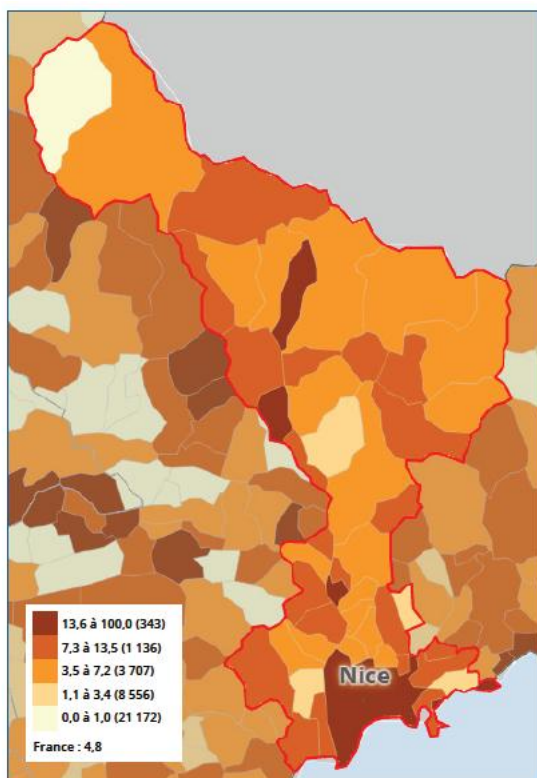 Nice
13,6 à 100,0 (343)
7,3 à 13,5 (1 136)
3,5 à 7,2 (3 707)
1,1 à 3,4 (8 556)
0,0 à 1,0 (21 172)
France : 4,8